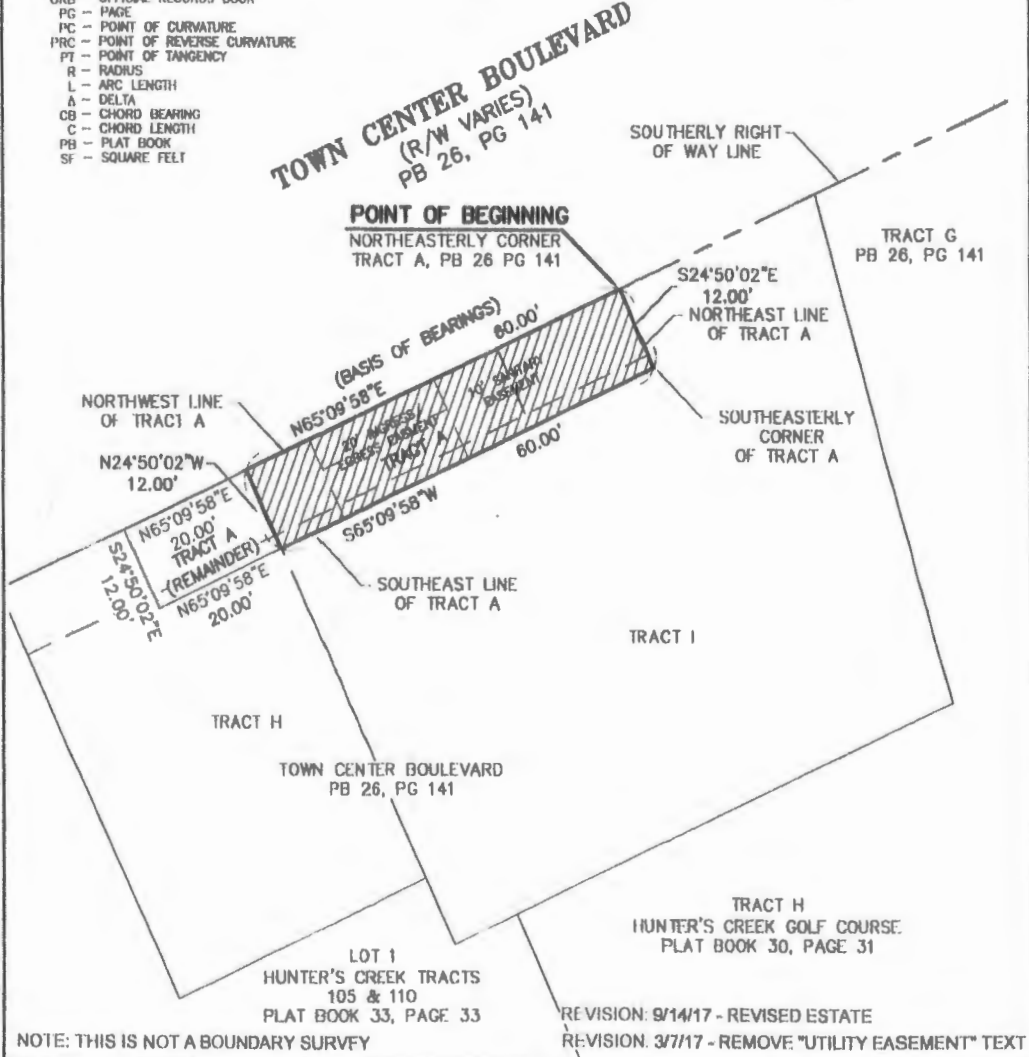 ORB - OFFICIAL RECORDS BOOK
PG - PAGE
PC - POINT OF CURVATURE
PRC - POINT OF REVERSE CURVATURE
PT - POINT OF TANGENCY
R - RADIUS
L - ARC LENGTH
Δ - DELTA
CB - CHORD BEARING
C - CHORD LENGTH
PB - PLAT BOOK
SF - SQUARE FEET
TOWN CENTER BOULEVARD
(R/W VARIES)
PB 26, PG 141
SOUTHERLY RIGHT
OF WAY LINE
POINT OF BEGINNING
NORTHEASTERLY CORNER
TRACT A, PB 26 PG 141
TRACT G
PB 26, PG 141
S24°50'02"E
12.00'
NORTHEAST LINE
OF TRACT A
(BASIS OF BEARINGS)
N65°09'58"E
60.00'
NORTHWEST LINE
OF TRACT A
N24°50'02"W
12.00'
20' INGRESS/
EGRESS ESMENT
TRACT A
10' SANITARY
EASEMENT
SOUTHEASTERLY
CORNER
OF TRACT A
60.00'
S65°09'58"W
N65°09'58"E
20.00'
TRACT A
(REMAINDER)
N65°09'58"E
20.00'
S24°50'02"E
12.00'
SOUTHEAST LINE
OF TRACT A
TRACT I
TRACT H
TOWN CENTER BOULEVARD
PB 26, PG 141
TRACT H
HUNTER'S CREEK GOLF COURSE
PLAT BOOK 30, PAGE 31
LOT 1
HUNTER'S CREEK TRACTS
105 & 110
PLAT BOOK 33, PAGE 33
REVISION: 9/14/17 - REVISED ESTATE
NOTE: THIS IS NOT A BOUNDARY SURVEY
REVISION. 3/7/17 - REMOVE "UTILITY EASEMENT" TEXT